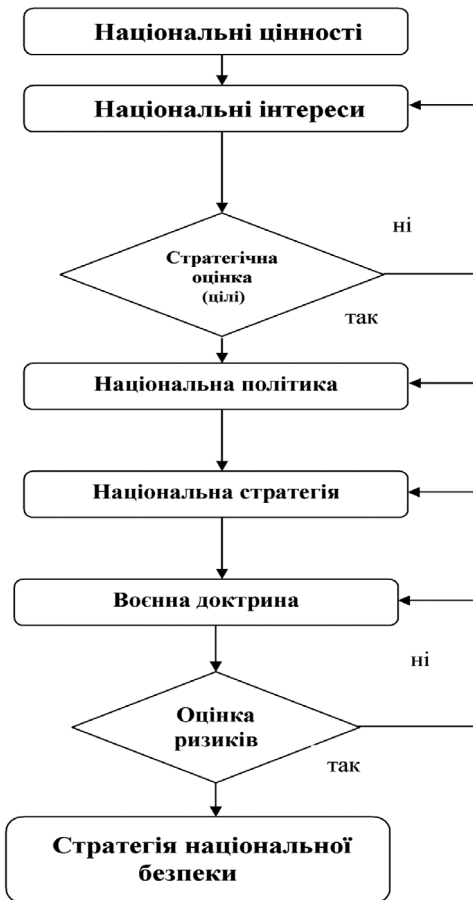 Національні цінності
Національні інтереси
ні
Стратегічна
оцінка
(цілі)
так
Національна політика
Національна стратегія
Воєнна доктрина
ні
Оцінка
ризиків
так
Стратегія національної
безпеки